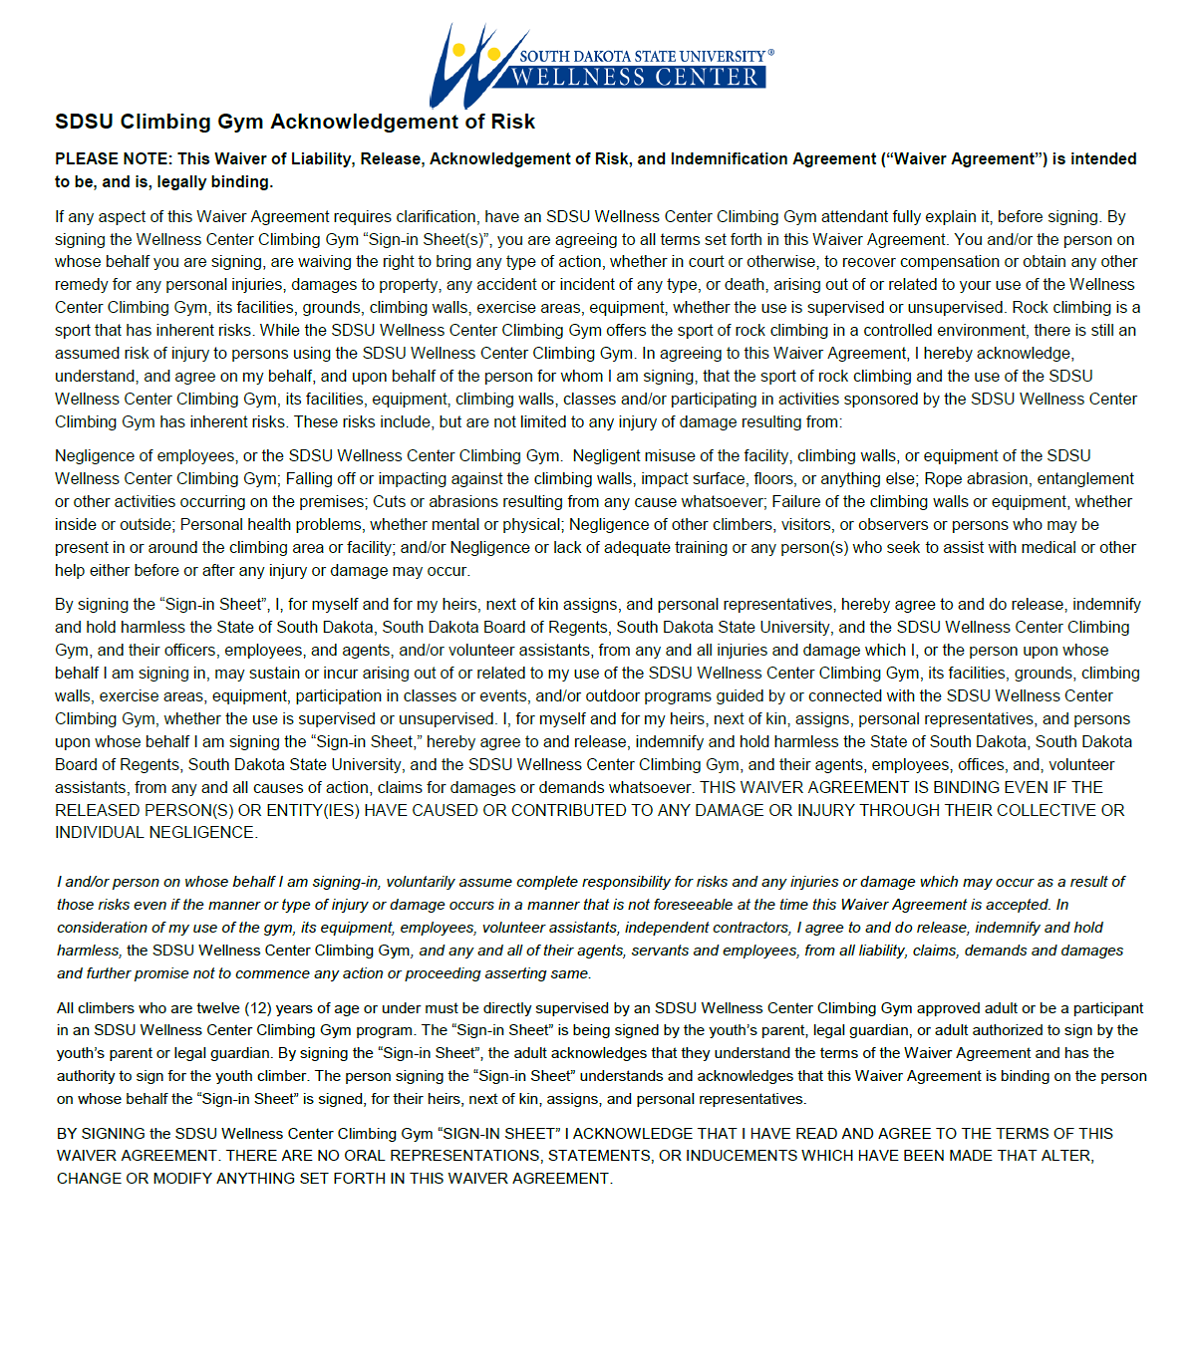 SOUTH DAKOTA STATE UNIVERSITY®
WELLNESS CENTER
SDSU Climbing Gym Acknowledgement of Risk
PLEASE NOTE: This Waiver of Liability, Release, Acknowledgement of Risk, and Indemnification Agreement (“Waiver Agreement”) is intended
to be, and is, legally binding.
If any aspect of this Waiver Agreement requires clarification, have an SDSU Wellness Center Climbing Gym attendant fully explain it, before signing. By
signing the Wellness Center Climbing Gym “Sign-in Sheet(s)”, you are agreeing to all terms set forth in this Waiver Agreement. You and/or the person on
whose behalf you are signing, are waiving the right to bring any type of action, whether in court or otherwise, to recover compensation or obtain any other
remedy for any personal injuries, damages to property, any accident or incident of any type, or death, arising out of or related to your use of the Wellness
Center Climbing Gym, its facilities, grounds, climbing walls, exercise areas, equipment, whether the use is supervised or unsupervised. Rock climbing is a
sport that has inherent risks. While the SDSU Wellness Center Climbing Gym offers the sport of rock climbing in a controlled environment, there is still an
assumed risk of injury to persons using the SDSU Wellness Center Climbing Gym. In agreeing to this Waiver Agreement, I hereby acknowledge,
understand, and agree on my behalf, and upon behalf of the person for whom I am signing, that the sport of rock climbing and the use of the SDSU
Wellness Center Climbing Gym, its facilities, equipment, climbing walls, classes and/or participating in activities sponsored by the SDSU Wellness Center
Climbing Gym has inherent risks. These risks include, but are not limited to any injury of damage resulting from:
Negligence of employees, or the SDSU Wellness Center Climbing Gym. Negligent misuse of the facility, climbing walls, or equipment of the SDSU
Wellness Center Climbing Gym; Falling off or impacting against the climbing walls, impact surface, floors, or anything else; Rope abrasion, entanglement
or other activities occurring on the premises; Cuts or abrasions resulting from any cause whatsoever; Failure of the climbing walls or equipment, whether
inside or outside; Personal health problems, whether mental or physical; Negligence of other climbers, visitors, or observers or persons who may be
present in or around the climbing area or facility; and/or Negligence or lack of adequate training or any person(s) who seek to assist with medical or other
help either before or after any injury or damage may occur.
By signing the “Sign-in Sheet”, I, for myself and for my heirs, next of kin assigns, and personal representatives, hereby agree to and do release, indemnify
and hold harmless the State of South Dakota, South Dakota Board of Regents, South Dakota State University, and the SDSU Wellness Center Climbing
Gym, and their officers, employees, and agents, and/or volunteer assistants, from any and all injuries and damage which I, or the person upon whose
behalf I am signing in, may sustain or incur arising out of or related to my use of the SDSU Wellness Center Climbing Gym, its facilities, grounds, climbing
walls, exercise areas, equipment, participation in classes or events, and/or outdoor programs guided by or connected with the SDSU Wellness Center
Climbing Gym, whether the use is supervised or unsupervised. I, for myself and for my heirs, next of kin, assigns, personal representatives, and persons
upon whose behalf I am signing the “Sign-in Sheet,” hereby agree to and release, indemnify and hold harmless the State of South Dakota, South Dakota
Board of Regents, South Dakota State University, and the SDSU Wellness Center Climbing Gym, and their agents, employees, offices, and, volunteer
assistants, from any and all causes of action, claims for damages or demands whatsoever. THIS WAIVER AGREEMENT IS BINDING EVEN IF THE
RELEASED PERSON(S) OR ENTITY(IES) HAVE CAUSED OR CONTRIBUTED TO ANY DAMAGE OR INJURY THROUGH THEIR COLLECTIVE OR
INDIVIDUAL NEGLIGENCE.
I and/or person on whose behalf I am signing-in, voluntarily assume complete responsibility for risks and any injuries or damage which may occur as a result of
those risks even if the manner or type of injury or damage occurs in a manner that is not foreseeable at the time this Waiver Agreement is accepted. In
consideration of my use of the gym, its equipment, employees, volunteer assistants, independent contractors, I agree to and do release, indemnify and hold
harmless, the SDSU Wellness Center Climbing Gym, and any and all of their agents, servants and employees, from all liability, claims, demands and damages
and further promise not to commence any action or proceeding asserting same.
All climbers who are twelve (12) years of age or under must be directly supervised by an SDSU Wellness Center Climbing Gym approved adult or be a participant
in an SDSU Wellness Center Climbing Gym program. The “Sign-in Sheet” is being signed by the youth’s parent, legal guardian, or adult authorized to sign by the
youth’s parent or legal guardian. By signing the “Sign-in Sheet”, the adult acknowledges that they understand the terms of the Waiver Agreement and has the
authority to sign for the youth climber. The person signing the “Sign-in Sheet” understands and acknowledges that this Waiver Agreement is binding on the person
on whose behalf the “Sign-in Sheet” is signed, for their heirs, next of kin, assigns, and personal representatives.
BY SIGNING the SDSU Wellness Center Climbing Gym “SIGN-IN SHEET” I ACKNOWLEDGE THAT I HAVE READ AND AGREE TO THE TERMS OF THIS
WAIVER AGREEMENT. THERE ARE NO ORAL REPRESENTATIONS, STATEMENTS, OR INDUCEMENTS WHICH HAVE BEEN MADE THAT ALTER,
CHANGE OR MODIFY ANYTHING SET FORTH IN THIS WAIVER AGREEMENT.